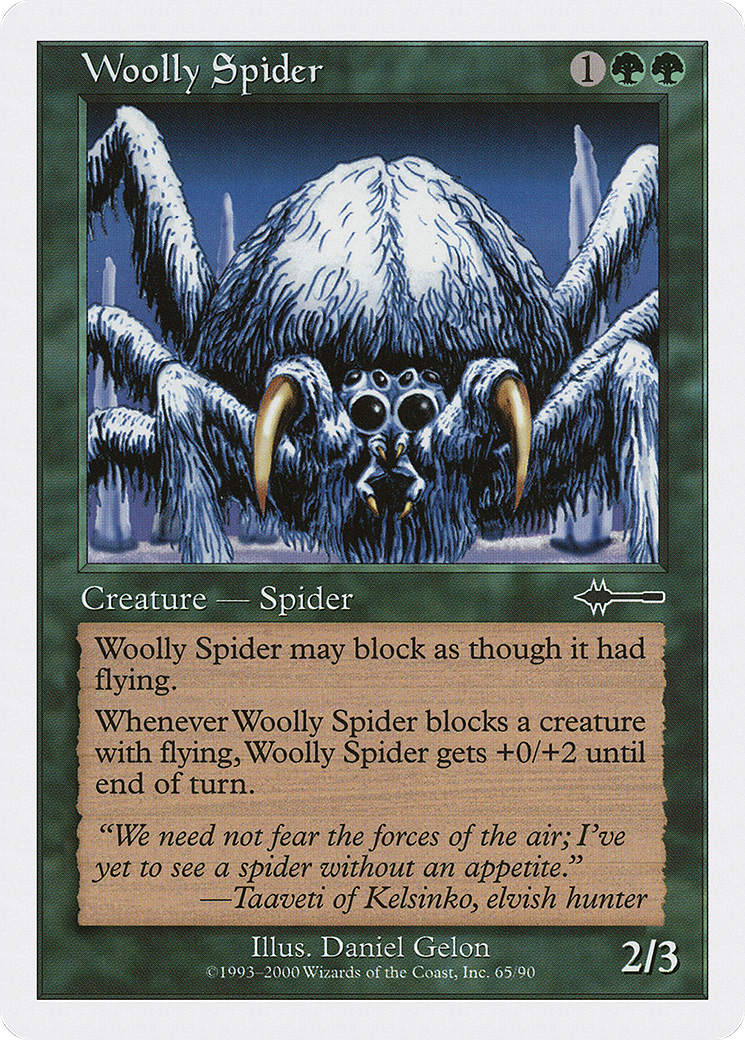 Woolly Spider 1
Creature — Spider
Woolly Spider may block as though it had
flying.
Whenever Woolly Spider blocks a creature
with flying, Woolly Spider gets +0/+2 until
end of turn.
“We need not fear the forces of the air; I’ve
yet to see a spider without an appetite.”
—Taaveti of Kelsinko, elvish hunter
Illus. Daniel Gelon
©1993–2000 Wizards of the Coast, Inc. 65/90
2/3